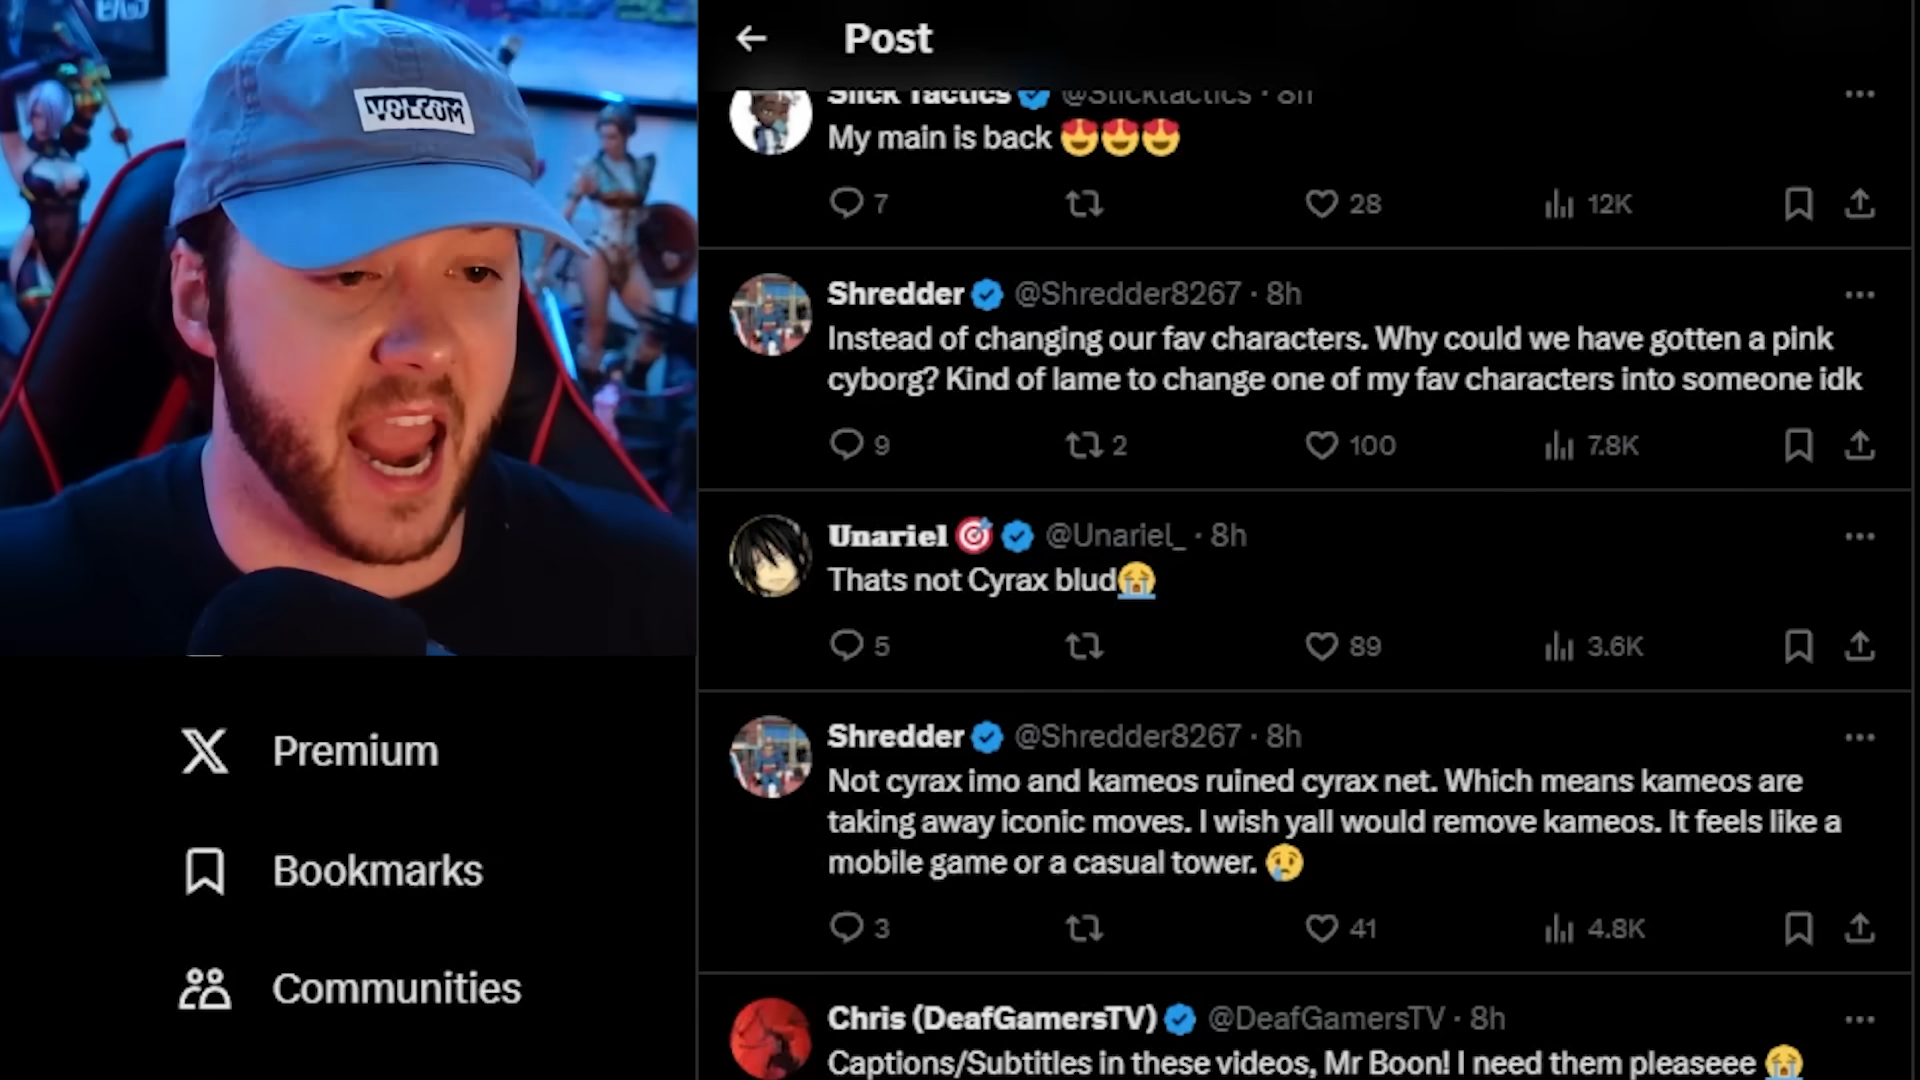 VOLCOM
Post
Slick Tactics @Slicktactics · 8h
My main is back 😍😍😍
7 28 12K
Shredder @Shredder8267 · 8h
Instead of changing our fav characters. Why could we have gotten a pink
cyborg? Kind of lame to change one of my fav characters into someone idk
9 2 100 7.8K
Unariel 🎯 @Unariel_ · 8h
Thats not Cyrax blud😭
5 89 3.6K
Shredder @Shredder8267 · 8h
Not cyrax imo and kameos ruined cyrax net. Which means kameos are
taking away iconic moves. I wish yall would remove kameos. It feels like a
mobile game or a casual tower. 😢
3 41 4.8K
Chris (DeafGamersTV) @DeafGamersTV · 8h
Captions/Subtitles in these videos, Mr Boon! I need them pleaseee 😭
Premium
Bookmarks
Communities